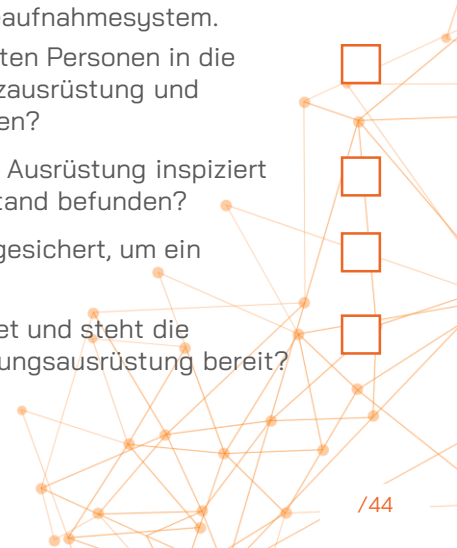 eaufnahmesystem.
ten Personen in die
zausrüstung und
en?
Ausrüstung inspiziert
tand befunden?
gesichert, um ein
et und steht die
ungsausrüstung bereit?
/44